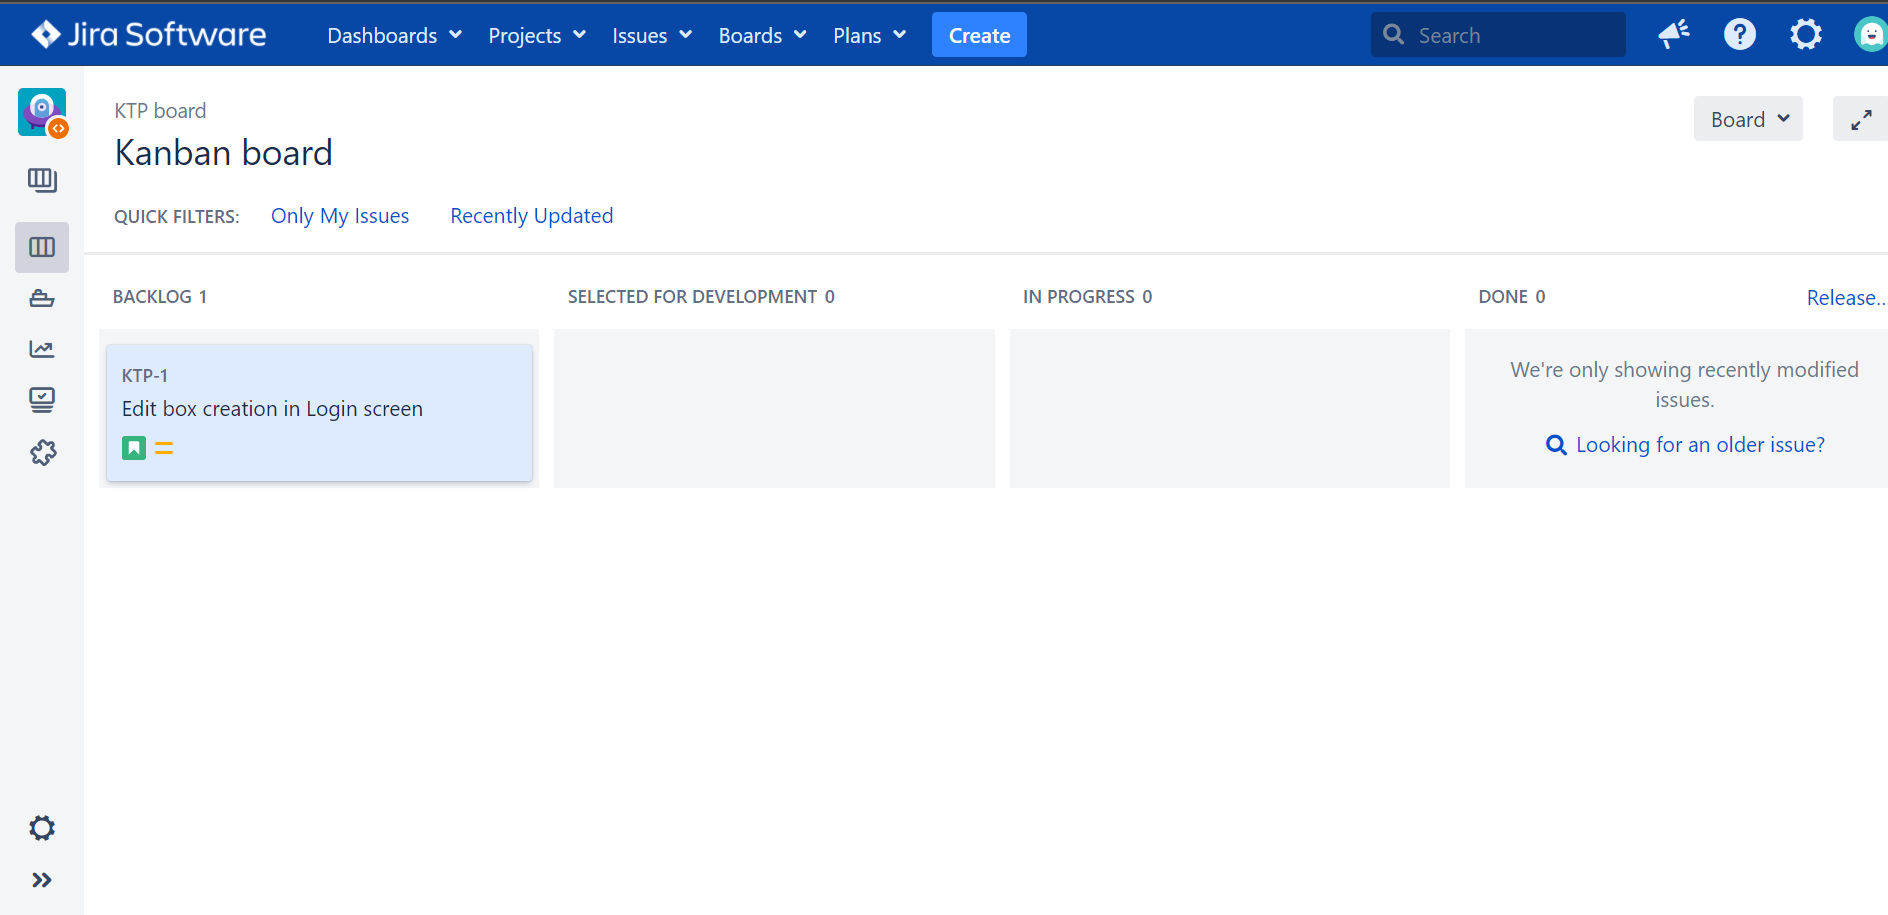 Jira Software Dashboards Projects Issues Boards Plans Create Search
KTP board
Kanban board
Board
QUICK FILTERS: Only My Issues Recently Updated
BACKLOG 1 SELECTED FOR DEVELOPMENT 0 IN PROGRESS 0 DONE 0 Release...
KTP-1
Edit box creation in Login screen
We're only showing recently modified
issues.
Looking for an older issue?